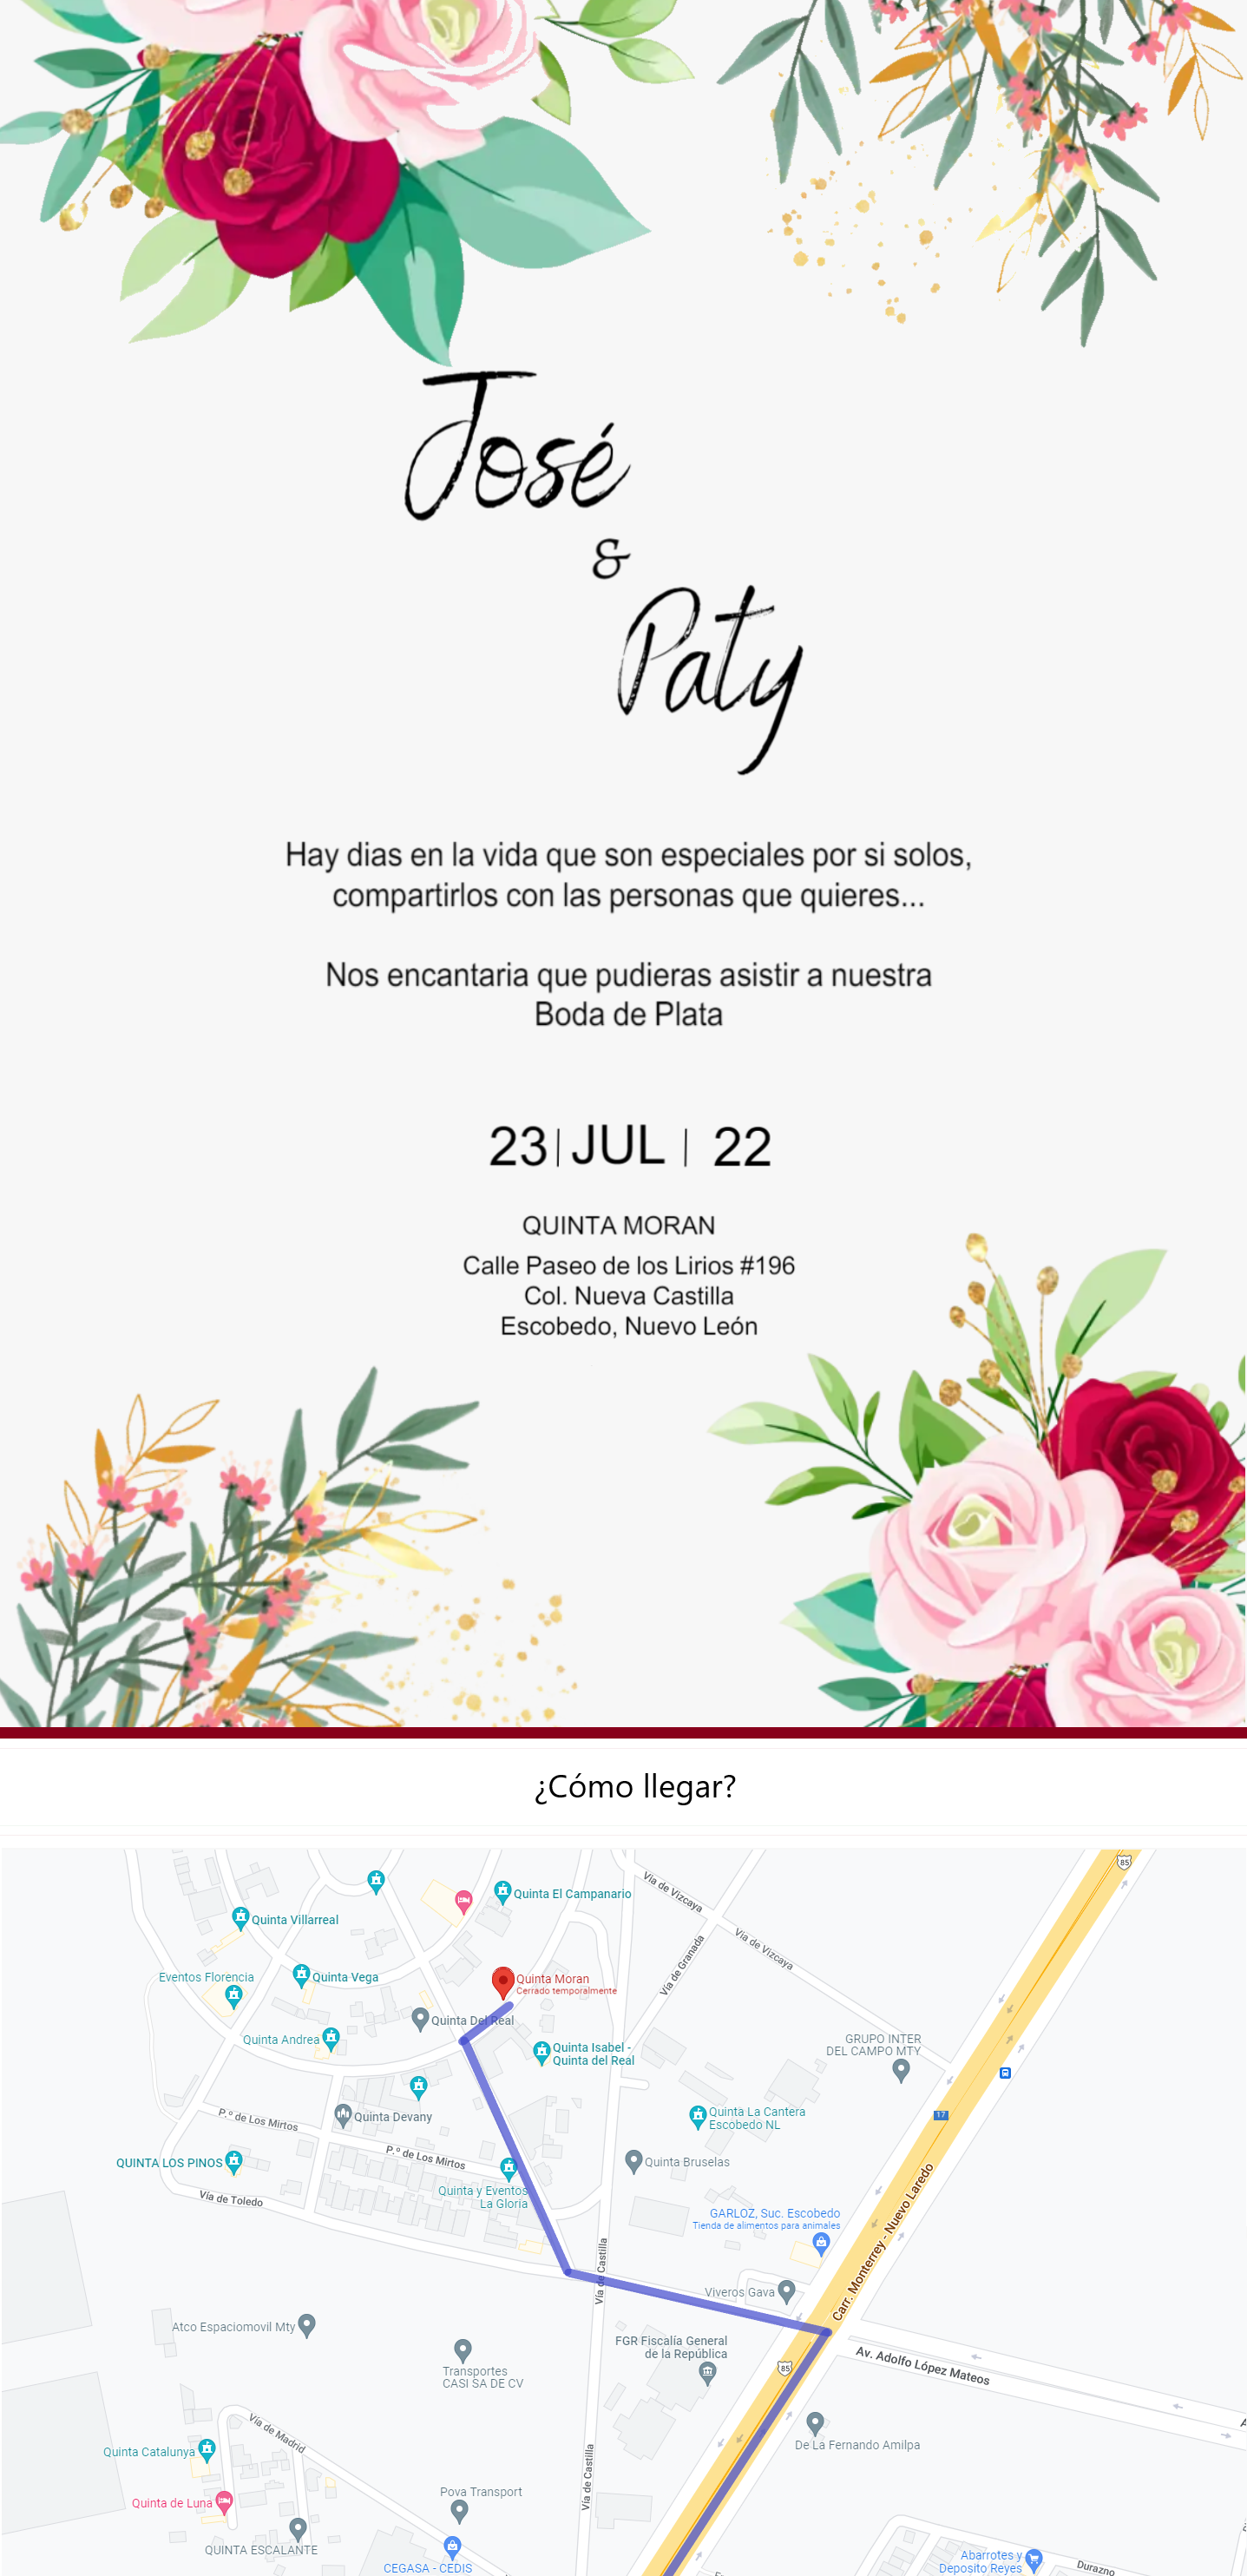 José
&
Paty
Hay dias en la vida que son especiales por si solos,
compartirlos con las personas que quieres...
Nos encantaria que pudieras asistir a nuestra
Boda de Plata
23 | JUL | 22
QUINTA MORAN
Calle Paseo de los Lirios #196
Col. Nueva Castilla
Escobedo, Nuevo León
¿Cómo llegar?
85
Vía de Vizcaya
Quinta El Campanario
Quinta Villarreal
Vía de Vizcaya
Vía de Granada
Eventos Florencia
Quinta Vega
Quinta Moran
Cerrado temporalmente
Quinta Del Real
Quinta Andrea
Quinta Isabel -
Quinta del Real
GRUPO INTER
DEL CAMPO MTY
17
Quinta La Cantera
Escobedo NL
P.º de Los Mirtos
Quinta Devany
P.º de Los Mirtos
QUINTA LOS PINOS
Quinta Bruselas
Quinta y Eventos
La Gloria
Vía de Toledo
GARLOZ, Suc. Escobedo
Tienda de alimentos para animales
Carr. Monterrey - Nuevo Laredo
Vía de Castilla
Viveros Gava
Atco Espaciomovil Mty
FGR Fiscalía General
de la República
Transportes
CASI SA DE CV
85
Av. Adolfo López Mateos
Vía de Madrid
De La Fernando Amilpa
Quinta Catalunya
Vía de Castilla
Pova Transport
Quinta de Luna
QUINTA ESCALANTE
CEGASA - CEDIS
Abarrotes y
Deposito Reyes
Durazno